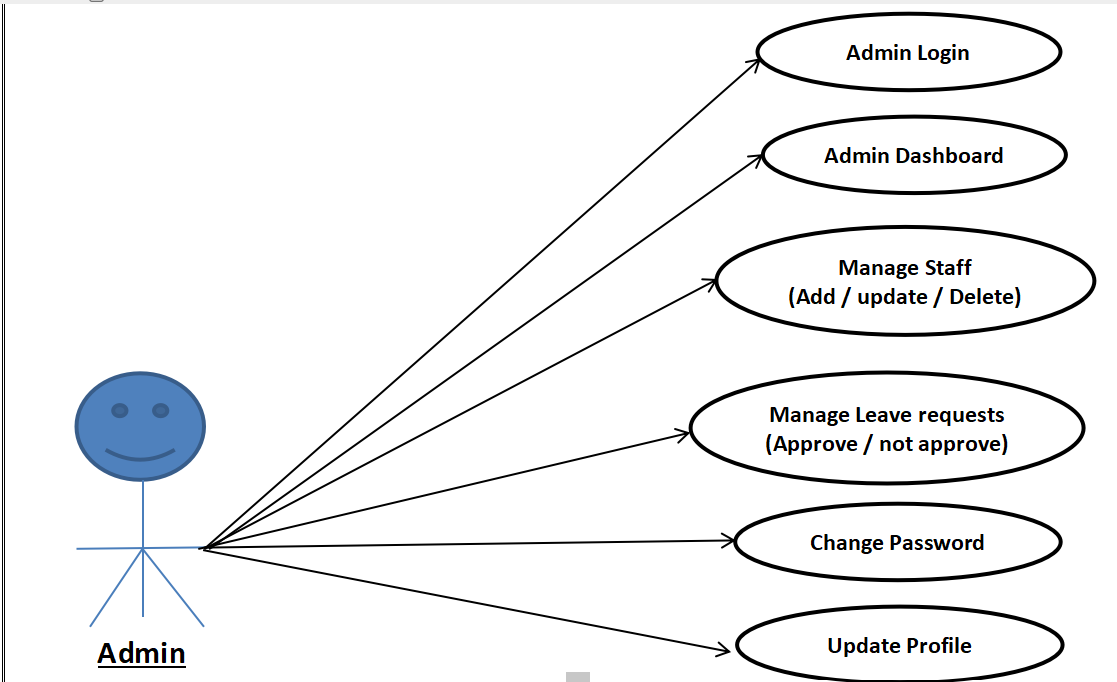 Admin Login
Admin Dashboard
Manage Staff
(Add / update / Delete)
Manage Leave requests
(Approve / not approve)
Change Password
Update Profile
Admin